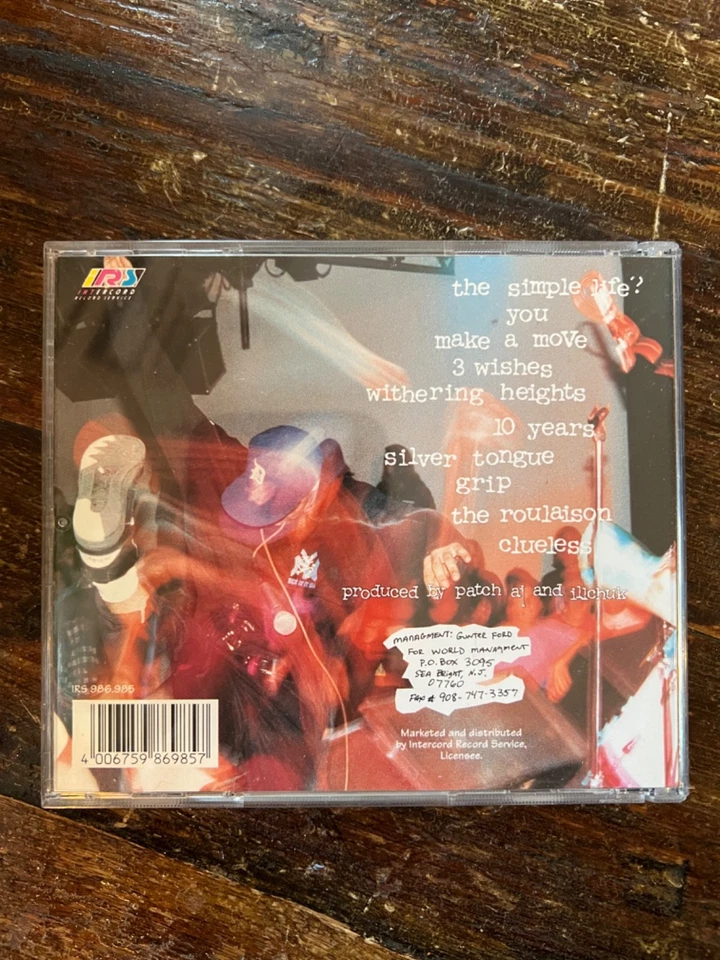 IRS
INTERCORD
RECORD SERVICE
the simple life?
you
make a move
3 wishes
withering heights
10 years
silver tongue
grip
the roulaison
clueless
produced by patch aj and illchuk
MANAGMENT: GUNTER FORD
FOR WORLD MANAGMENT
P.O. BOX 3095
SEA BRIGHT, N.J.
07760
FAX # 908-747-3357
Marketed and distributed
by Intercord Record Service,
Licensee.
IRS 986.985
4 006759 869857